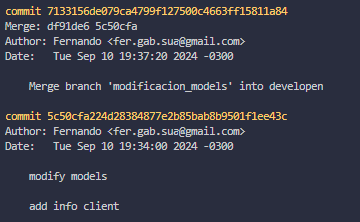 commit 7133156de079ca4799f127500c4663ff15811a84
Merge: df91de6 5c50cfa
Author: Fernando <fer.gab.sua@gmail.com>
Date:   Tue Sep 10 19:37:20 2024 -0300
Merge branch 'modificacion_models' into developen
commit 5c50cfa224d28384877e2b85bab8b9501f1ee43c
Author: Fernando <fer.gab.sua@gmail.com>
Date:   Tue Sep 10 19:34:00 2024 -0300
modify models
add info client